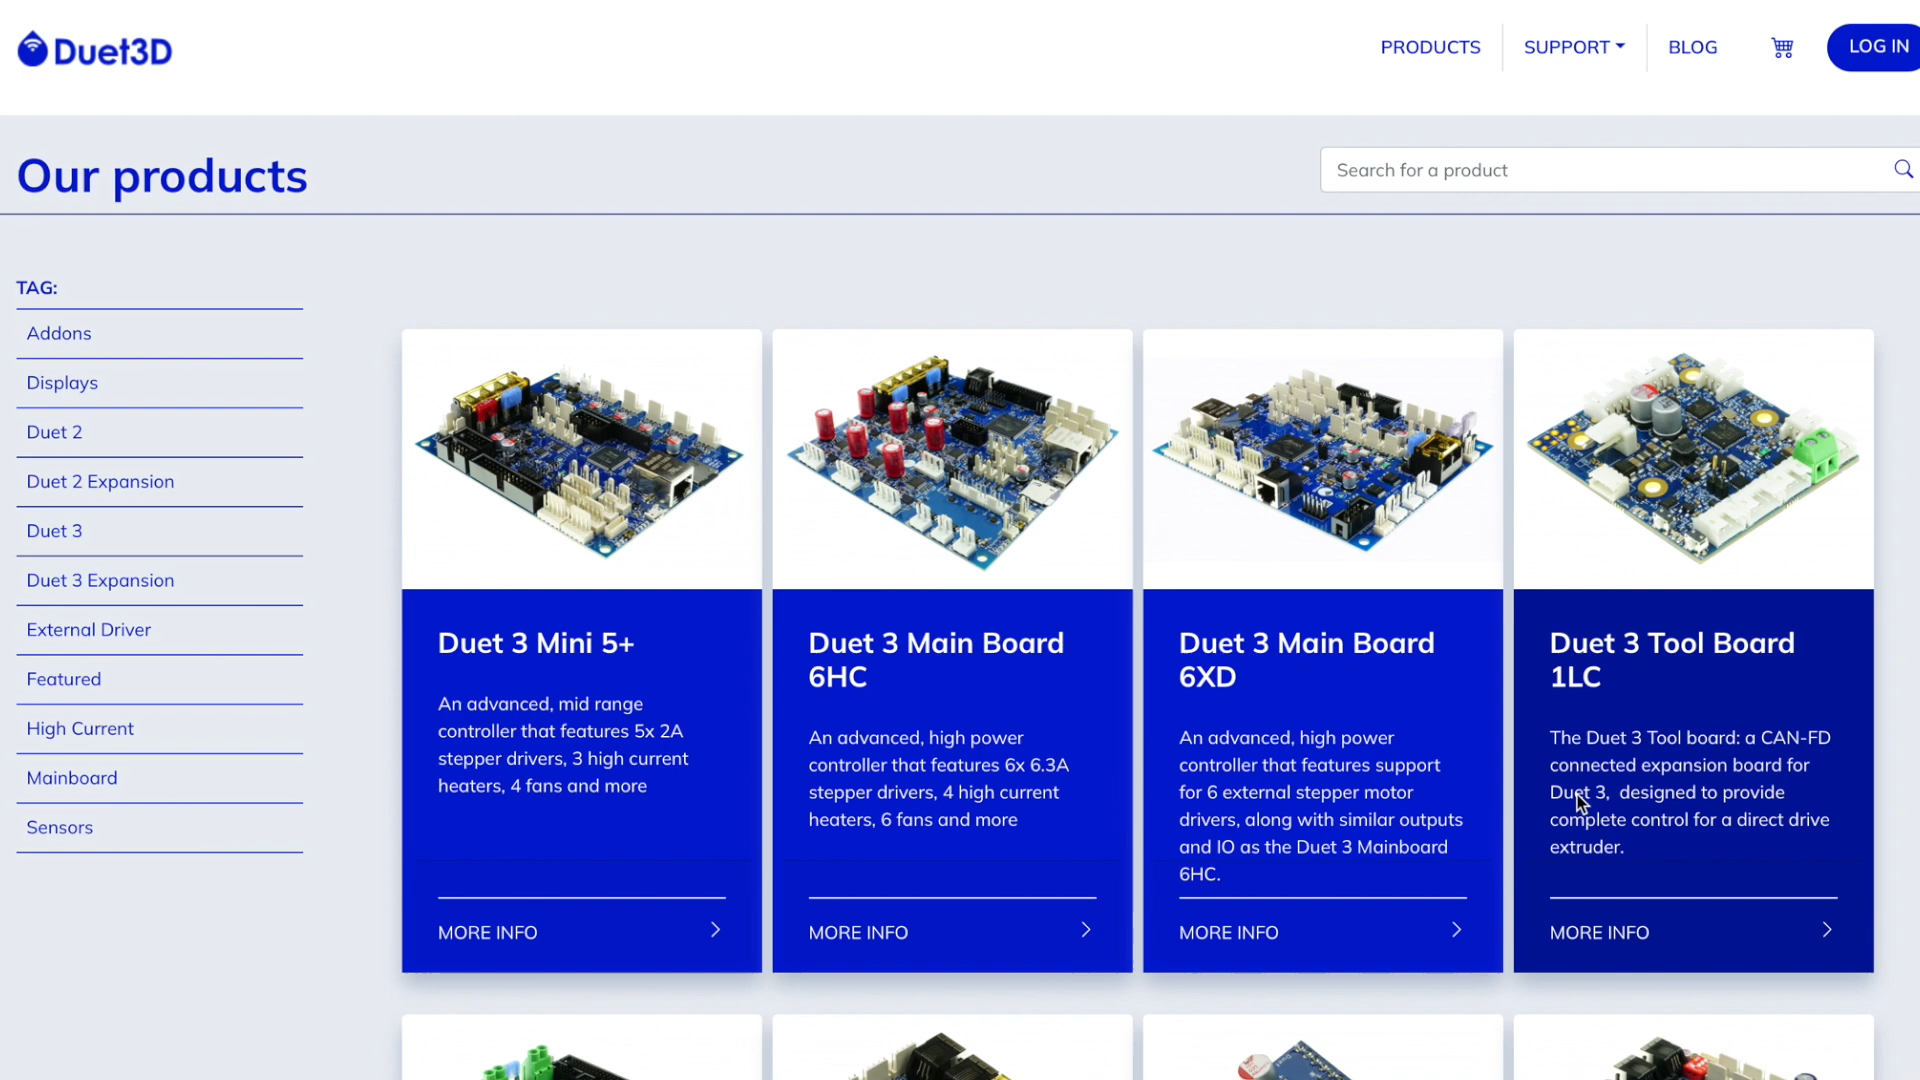 Duet3D
PRODUCTS
SUPPORT
BLOG
LOG IN
Our products
Search for a product
TAG:
Addons
Displays
Duet 2
Duet 2 Expansion
Duet 3
Duet 3 Expansion
External Driver
Featured
High Current
Mainboard
Sensors
Duet 3 Mini 5+
An advanced, mid range
controller that features 5x 2A
stepper drivers, 3 high current
heaters, 4 fans and more
MORE INFO
Duet 3 Main Board
6HC
An advanced, high power
controller that features 6x 6.3A
stepper drivers, 4 high current
heaters, 6 fans and more
MORE INFO
Duet 3 Main Board
6XD
An advanced, high power
controller that features support
for 6 external stepper motor
drivers, along with similar outputs
and IO as the Duet 3 Mainboard
6HC.
MORE INFO
Duet 3 Tool Board
1LC
The Duet 3 Tool board: a CAN-FD
connected expansion board for
Duet 3, designed to provide
complete control for a direct drive
extruder.
MORE INFO